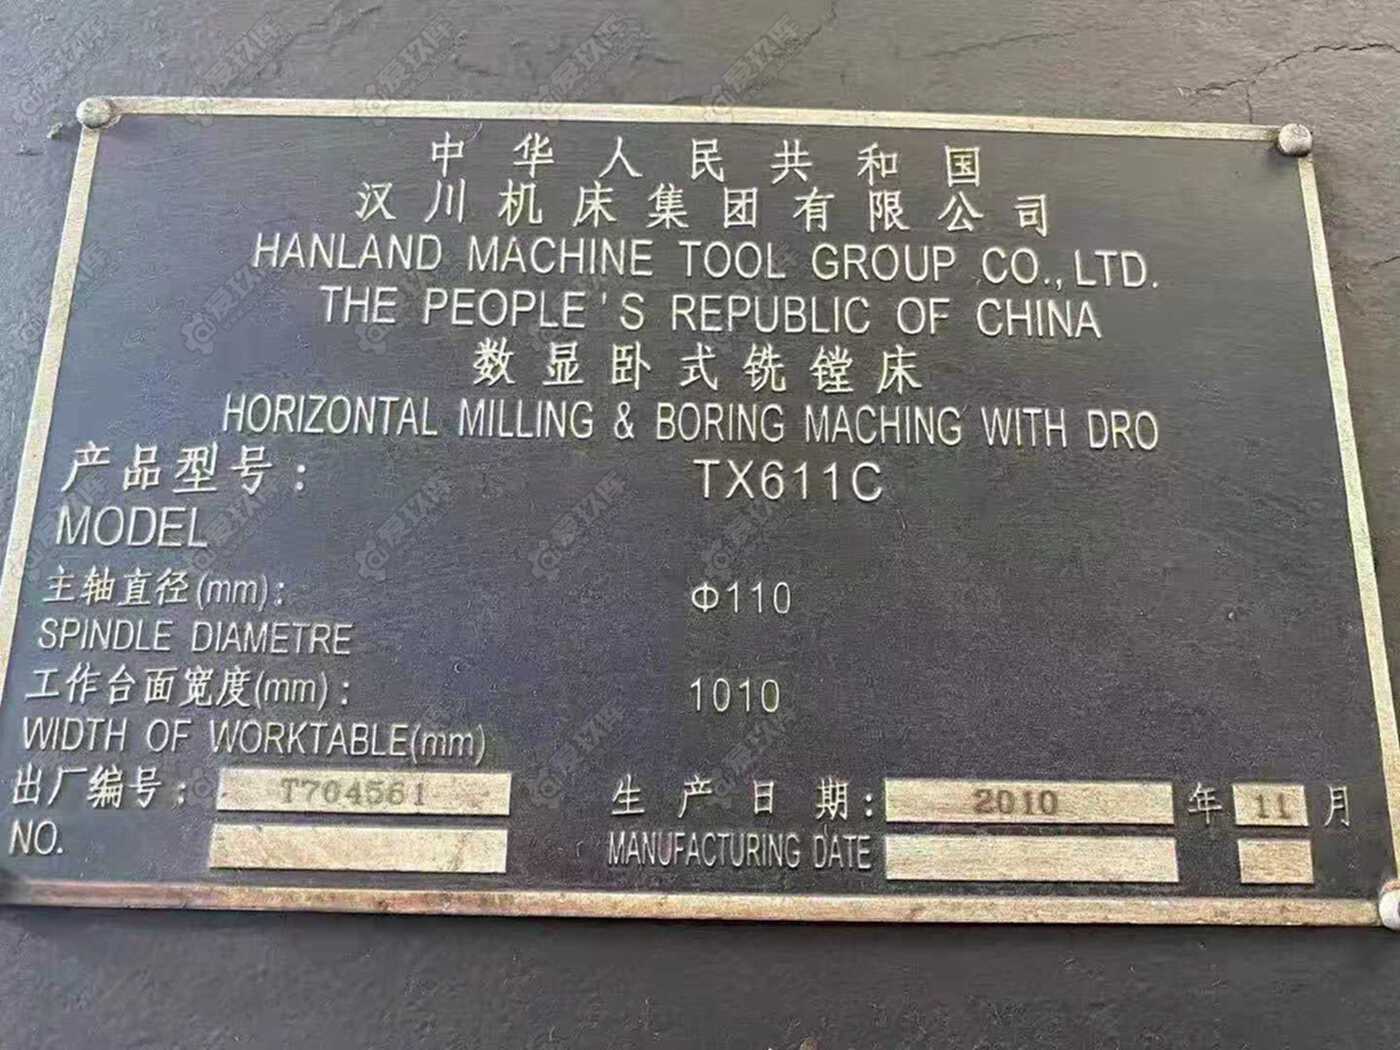 中华人民共和国
汉川机床集团有限公司
HANLAND MACHINE TOOL GROUP CO., LTD.
THE PEOPLE'S REPUBLIC OF CHINA
数显卧式铣镗床
HORIZONTAL MILLING & BORING MACHING WITH DRO
产品型号: TX611C
MODEL
主轴直径(mm): Φ110
SPINDLE DIAMETRE
工作台面宽度(mm): 1010
WIDTH OF WORKTABLE(mm)
出厂编号: T704561 生产日期: 2010 年 11 月
NO. MANUFACTURING DATE